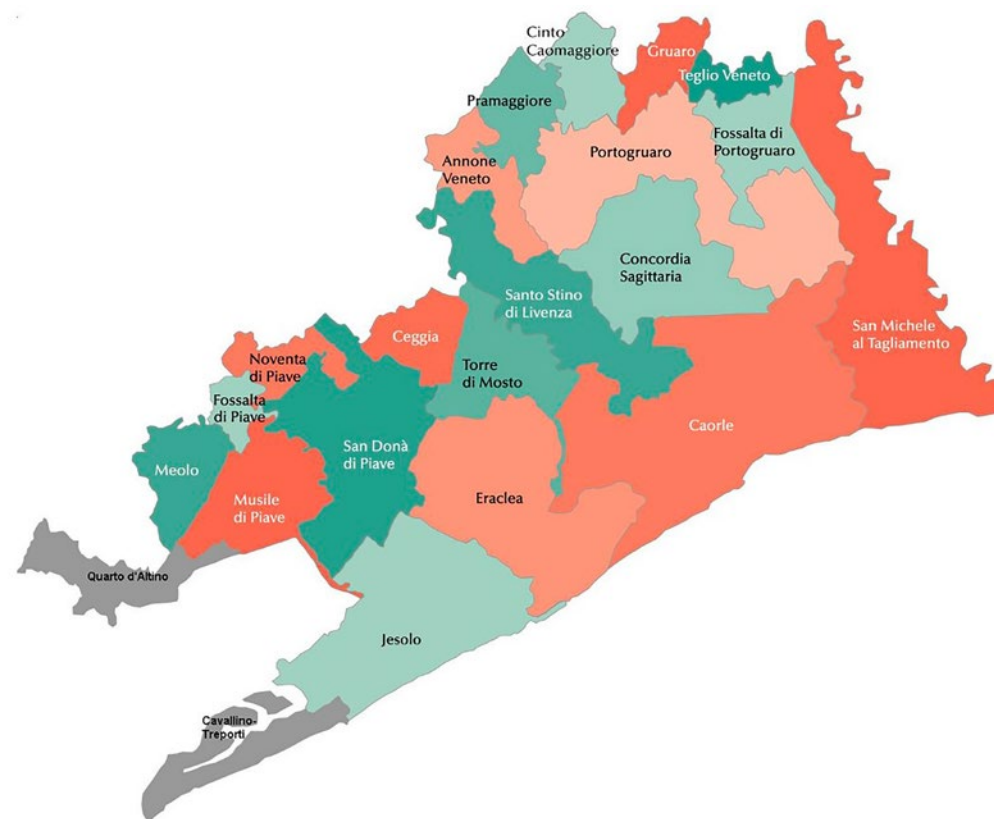 Cinto
Caomaggiore
Gruaro
Teglio Veneto
Pramaggiore
Fossalta di
Portogruaro
Portogruaro
Annone
Veneto
Concordia
Sagittaria
Santo Stino
di Livenza
San Michele
al Tagliamento
Ceggia
Noventa
di Piave
Torre
di Mosto
Fossalta
di Piave
Caorle
San Donà
di Piave
Meolo
Eraclea
Musile
di Piave
Quarto d'Altino
Jesolo
Cavallino-
Treporti